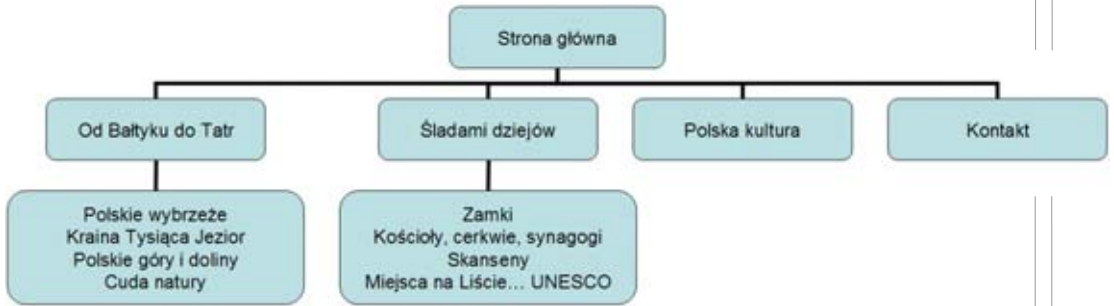 Strona główna
Od Bałtyku do Tatr
Śladami dziejów
Polska kultura
Kontakt
Polskie wybrzeże
Kraina Tysiąca Jezior
Polskie góry i doliny
Cuda natury
Zamki
Kościoły, cerkwie, synagogi
Skanseny
Miejsca na Liście... UNESCO